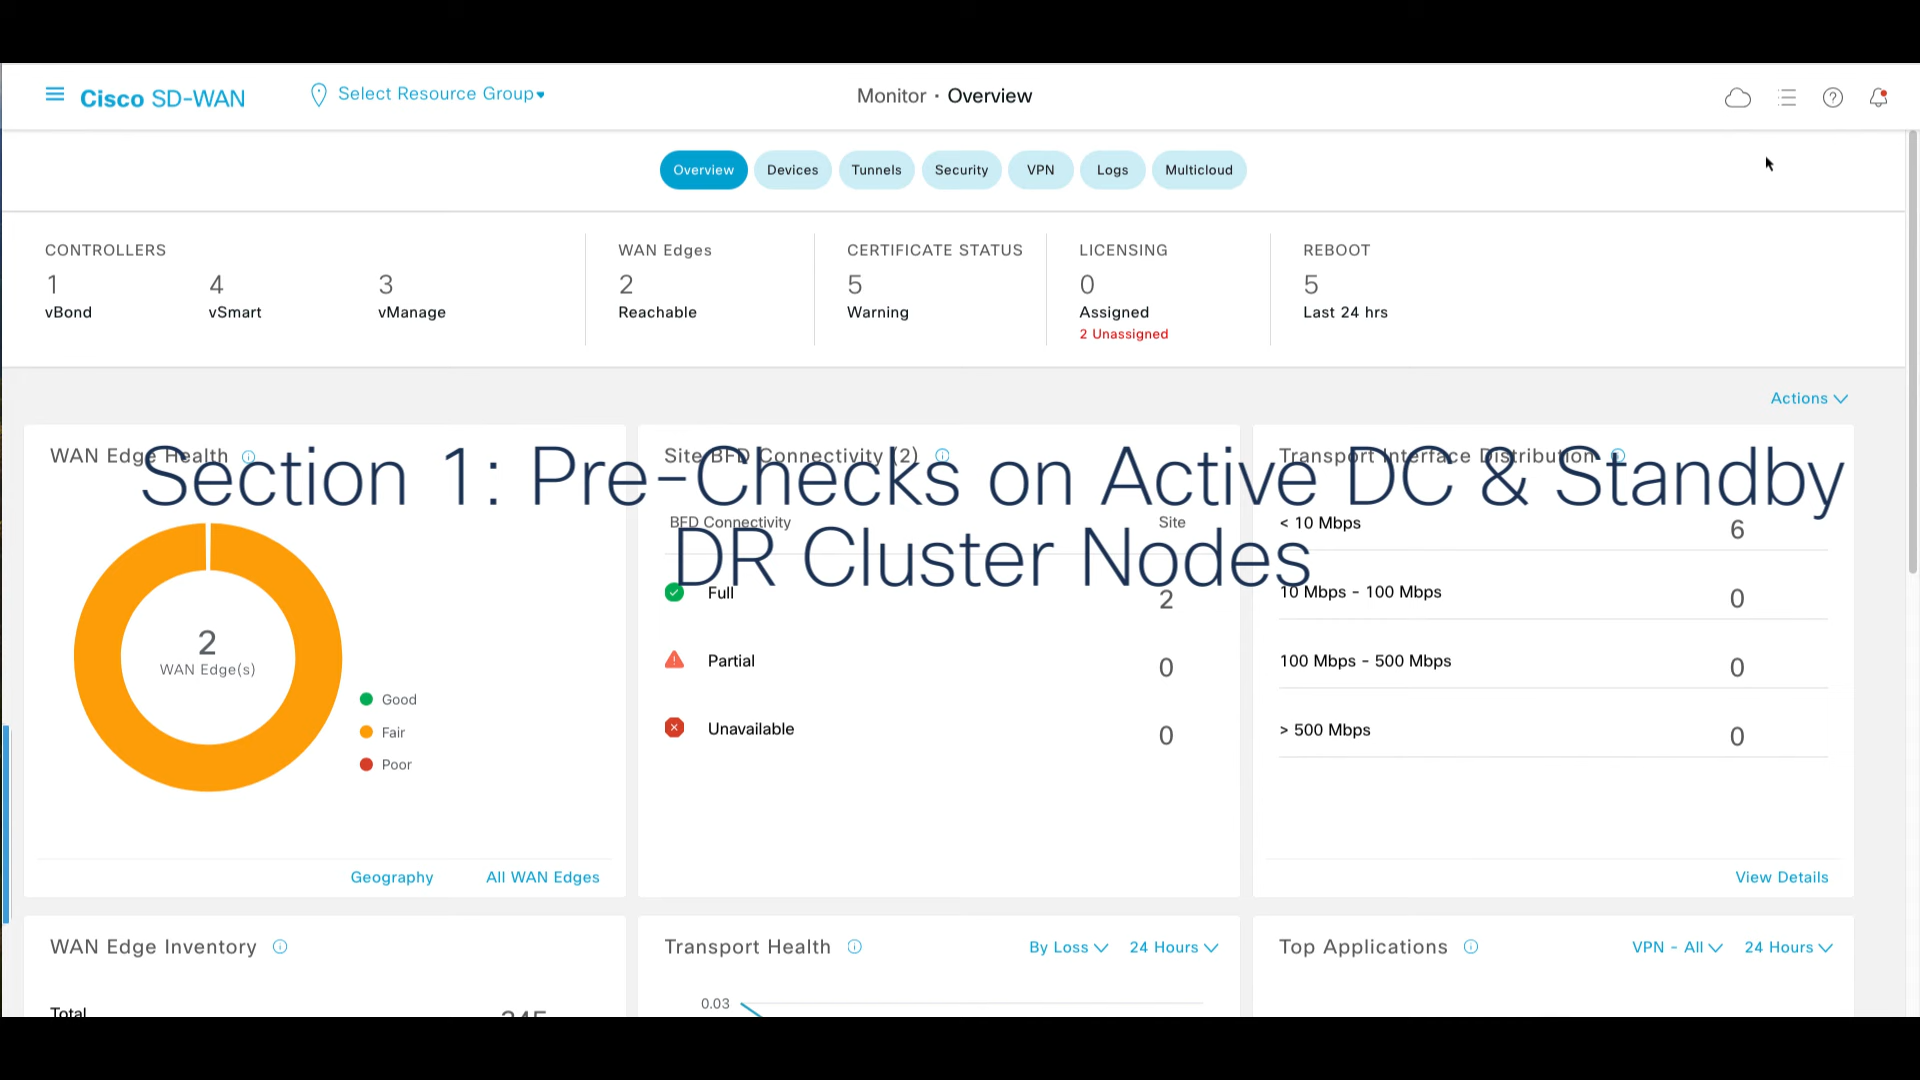 Cisco SD-WAN
Select Resource Group
Monitor · Overview
Overview
Devices
Tunnels
Security
VPN
Logs
Multicloud
CONTROLLERS
1
vBond
4
vSmart
3
vManage
WAN Edges
2
Reachable
CERTIFICATE STATUS
5
Warning
LICENSING
0
Assigned
2 Unassigned
REBOOT
5
Last 24 hrs
Actions
Section 1: Pre-Checks on Active DC & Standby
DR Cluster Nodes
WAN Edge Health
2
WAN Edge(s)
Good
Fair
Poor
Geography
All WAN Edges
Site BFD Connectivity (2)
BFD Connectivity Site
Full 2
Partial 0
Unavailable 0
Transport Interface Distribution
< 10 Mbps 6
10 Mbps - 100 Mbps 0
100 Mbps - 500 Mbps 0
> 500 Mbps 0
View Details
WAN Edge Inventory
Total
Transport Health
By Loss
24 Hours
0.03
Top Applications
VPN - All
24 Hours